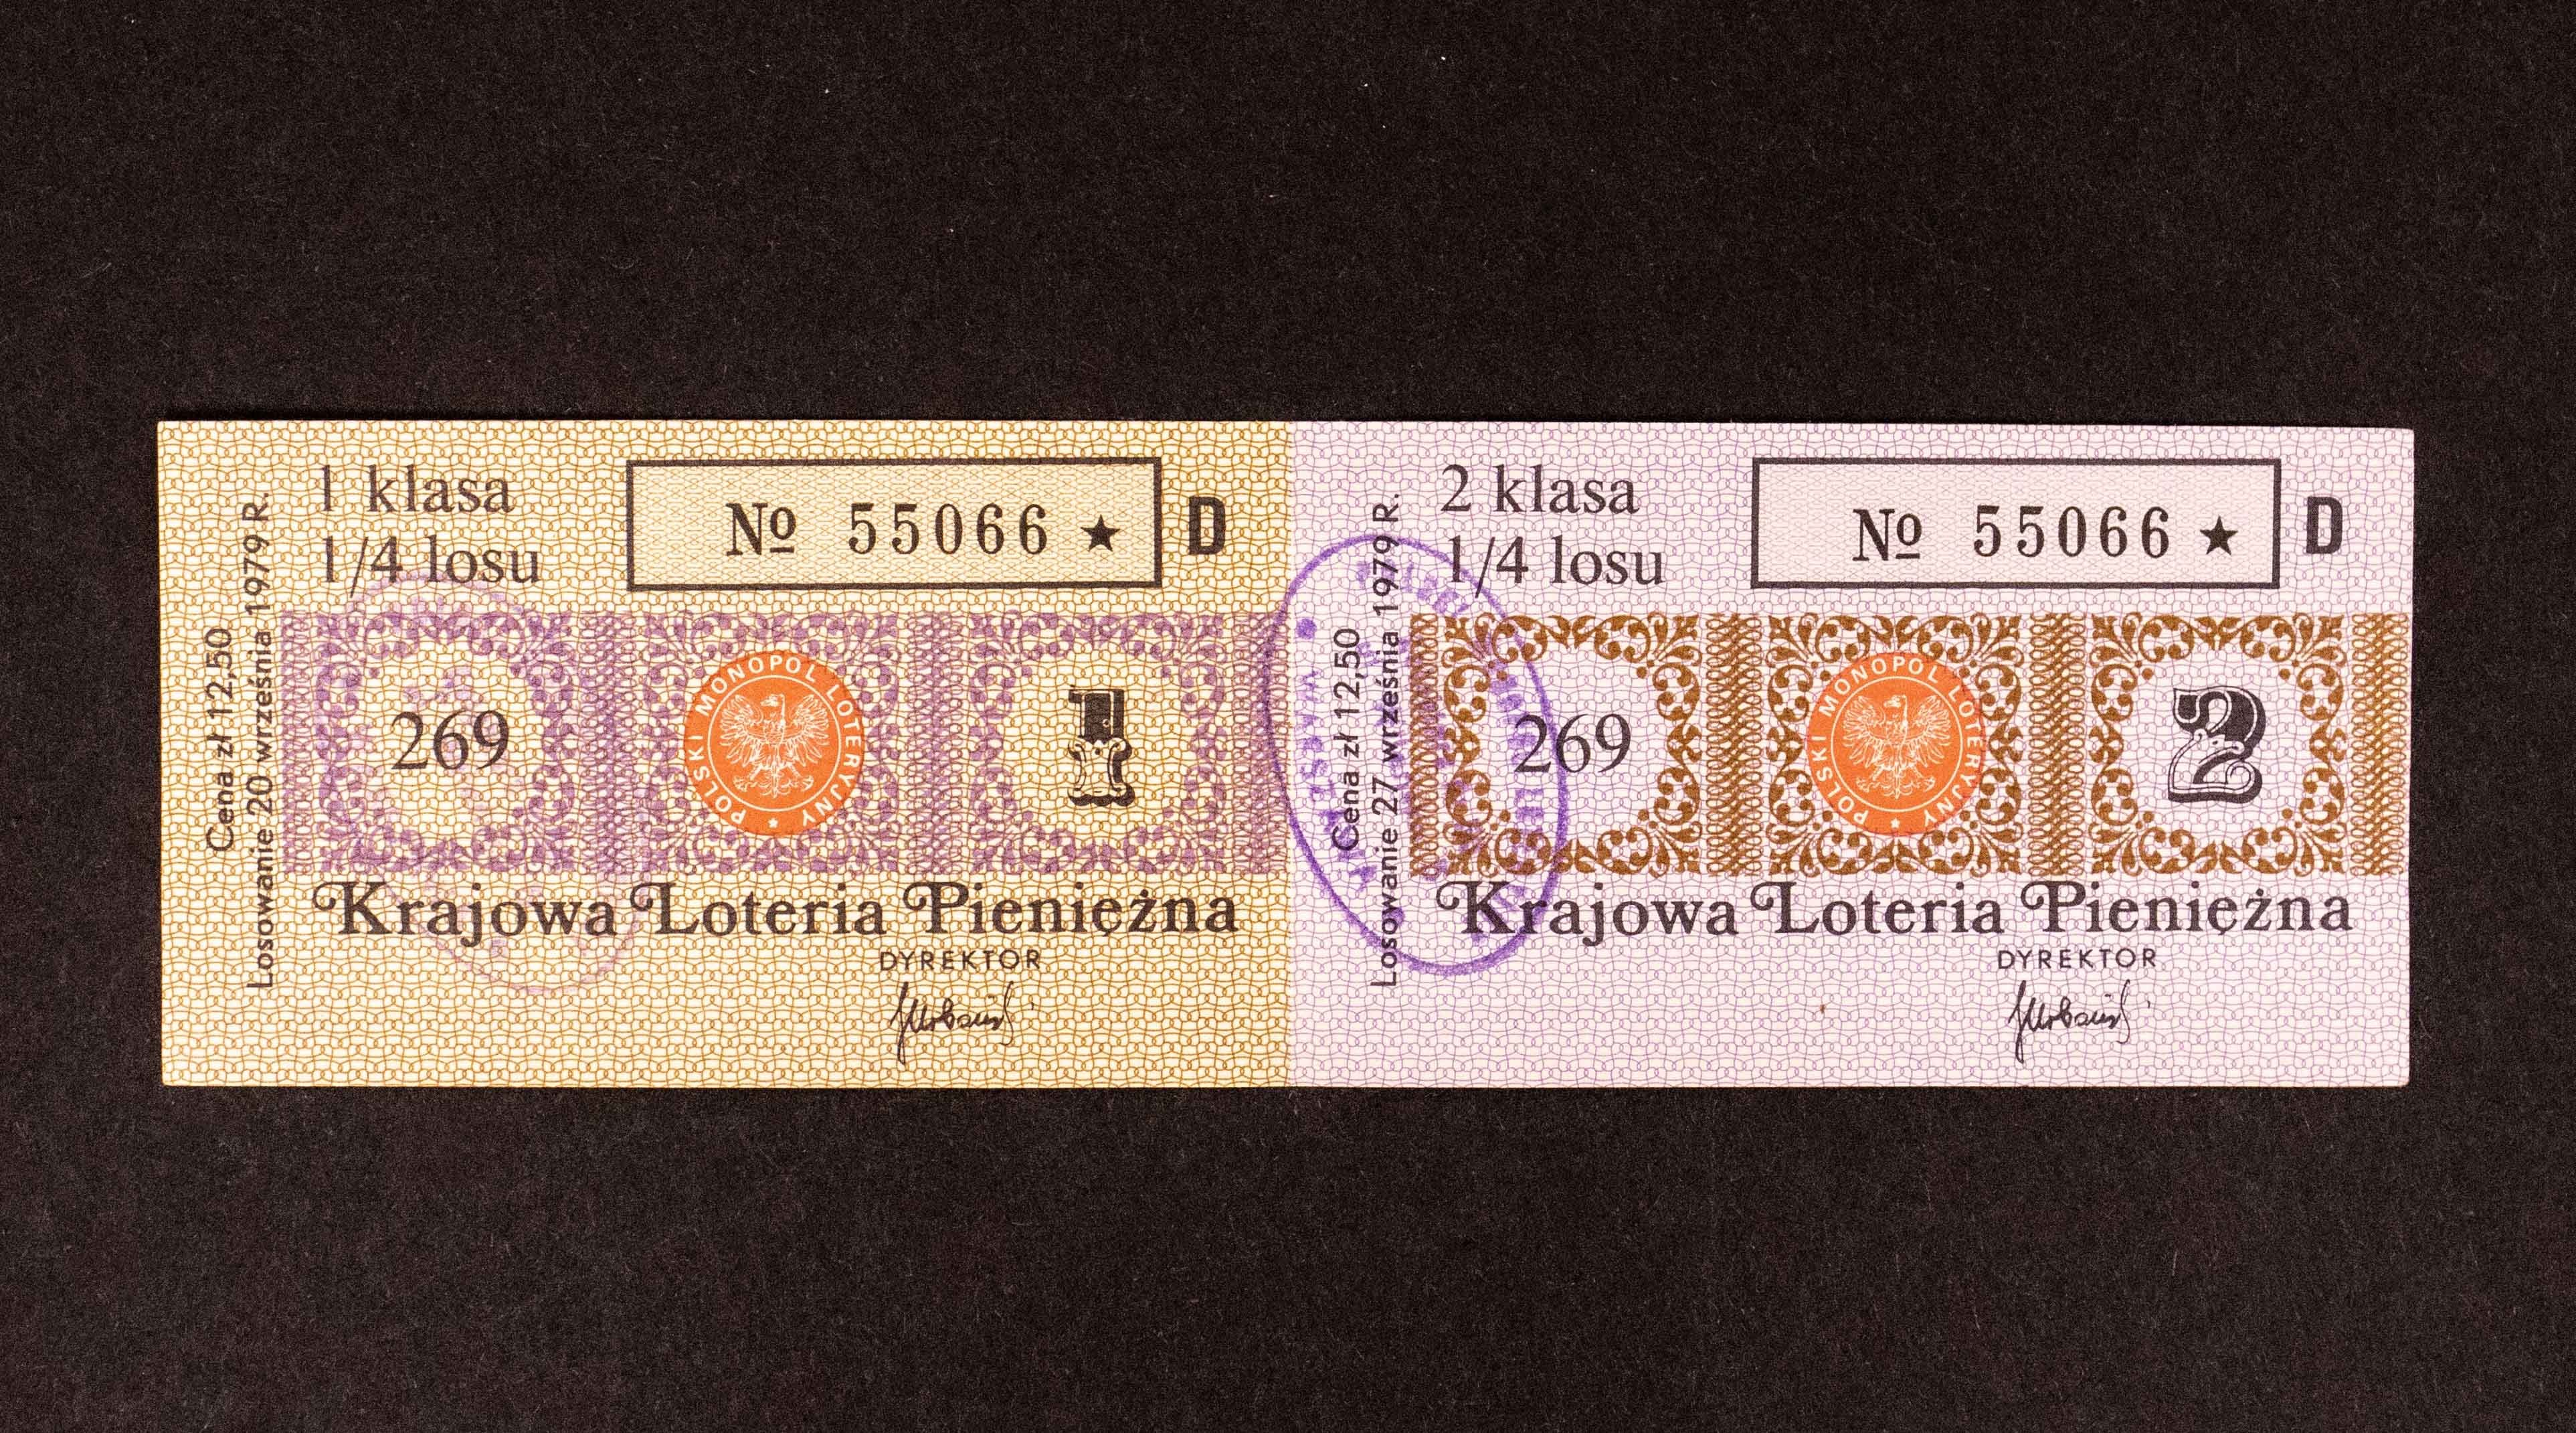 Cena zł 12,50
Losowanie 20 września 1979 R.
1 klasa
1/4 losu
№ 55066 ★ D
269
POLSKI MONOPOL LOTERYJNY ★
1
Krajowa Loteria Pieniężna
DYREKTOR
Cena zł 12,50
Losowanie 27 września 1979 R.
2 klasa
1/4 losu
№ 55066 ★ D
269
POLSKI MONOPOL LOTERYJNY ★
2
Krajowa Loteria Pieniężna
DYREKTOR